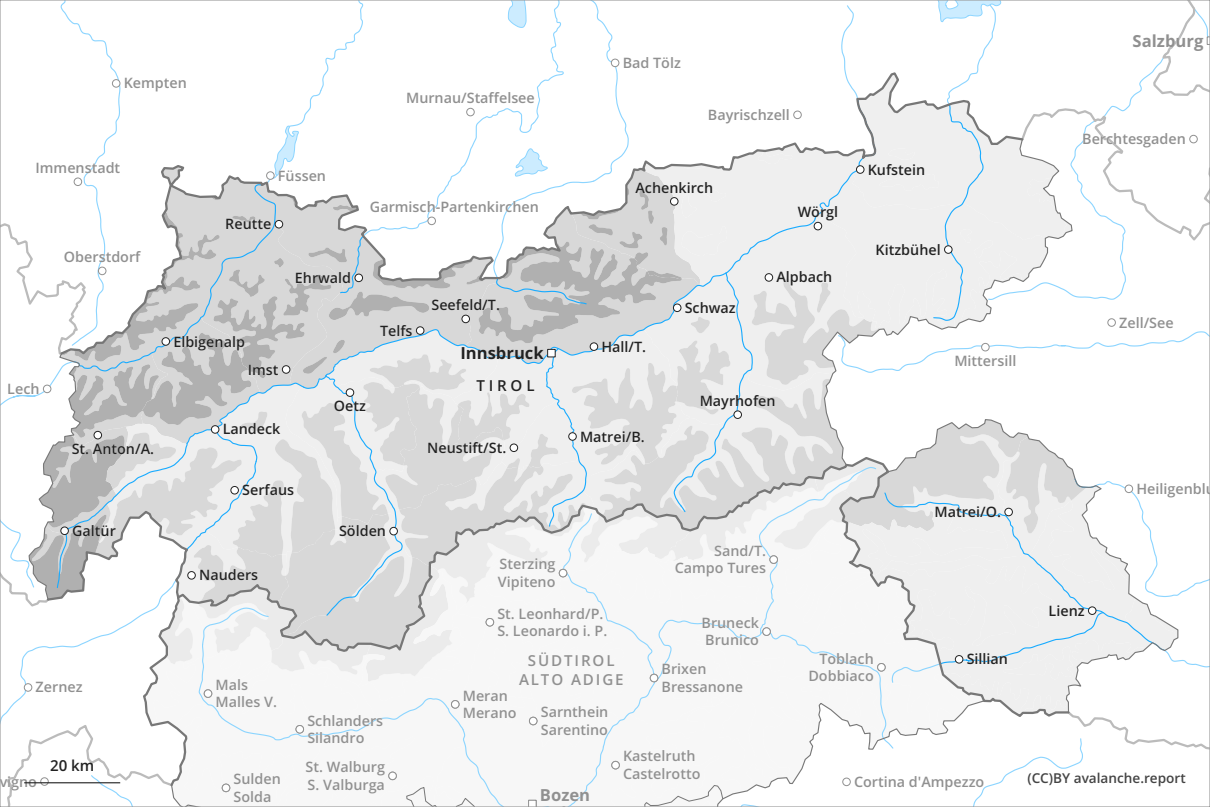 Salzburg
Bad Tölz
Kempten
Murnau/Staffelsee
Bayrischzell
Berchtesgaden
Immenstadt
Füssen
Kufstein
Achenkirch
Garmisch-Partenkirchen
Wörgl
Reutte
Kitzbühel
Oberstdorf
Ehrwald
Alpbach
Seefeld/T.
Schwaz
Zell/See
Telfs
Elbigenalp
Innsbruck
Hall/T.
Mittersill
Imst
TIROL
Lech
Oetz
Mayrhofen
Landeck
Matrei/B.
St. Anton/A.
Neustift/St.
Serfaus
Heiligenblu
Matrei/O.
Galtür
Sölden
Sand/T.
Campo Tures
Sterzing
Vipiteno
Nauders
Lienz
St. Leonhard/P.
S. Leonardo i. P.
Bruneck
Brunico
SÜDTIROL
ALTO ADIGE
Toblach
Dobbiaco
Sillian
Brixen
Bressanone
Zernez
Mals
Malles V.
Meran
Merano
Sarnthein
Sarentino
Schlanders
Silandro
Kastelruth
Castelrotto
20 km
St. Walburg
S. Valburga
Sulden
Solda
vigno
Cortina d'Ampezzo
(CC)BY avalanche.report
Bozen